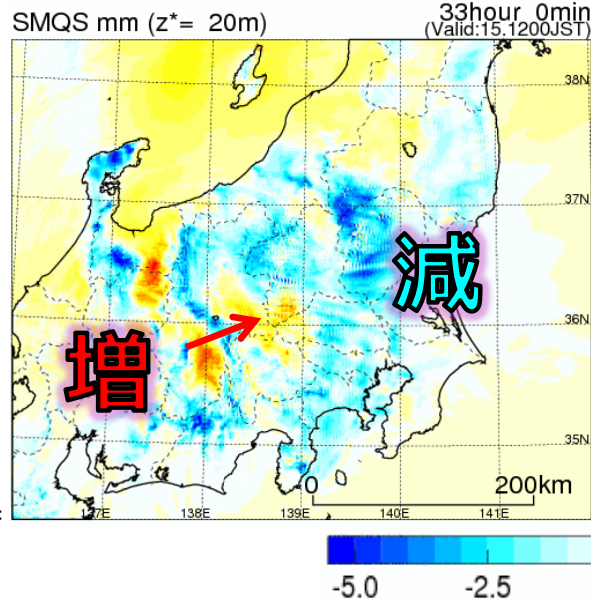 SMQS mm (z*= 20m)
33hour 0min
(Valid:15.1200JST)
38N
37N
減
36N
増
35N
0 200km
137E 138E 139E 140E 141E
-5.0 -2.5